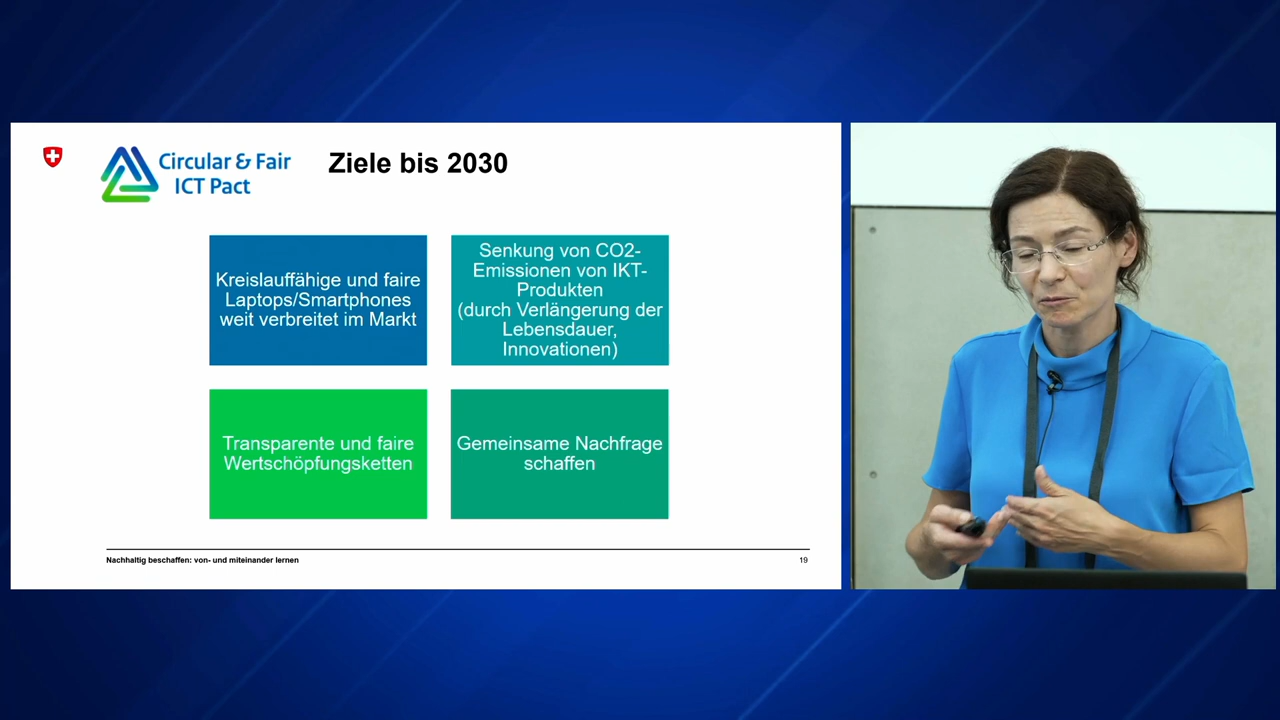 Circular & Fair
ICT Pact
Ziele bis 2030
Kreislauffähige und faire
Laptops/Smartphones
weit verbreitet im Markt
Senkung von CO2-
Emissionen von IKT-
Produkten
(durch Verlängerung der
Lebensdauer,
Innovationen)
Transparente und faire
Wertschöpfungsketten
Gemeinsame Nachfrage
schaffen
Nachhaltig beschaffen: von- und miteinander lernen
19